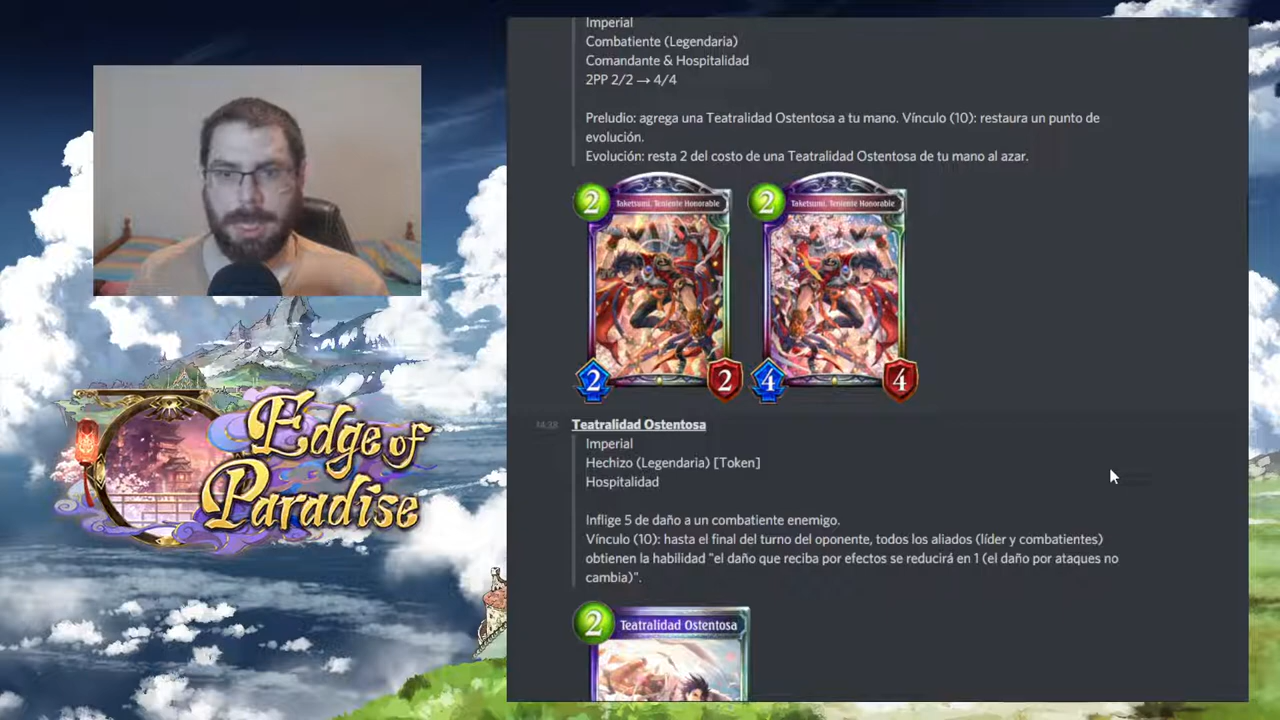 Imperial
Combatiente (Legendaria)
Comandante & Hospitalidad
2PP 2/2 → 4/4
Preludio: agrega una Teatralidad Ostentosa a tu mano. Vínculo (10): restaura un punto de
evolución.
Evolución: resta 2 del costo de una Teatralidad Ostentosa de tu mano al azar.
2 Taketsumi, Teniente Honorable
2 Taketsumi, Teniente Honorable
2 2
4 4
14:38 Teatralidad Ostentosa
Imperial
Hechizo (Legendaria) [Token]
Hospitalidad
Inflige 5 de daño a un combatiente enemigo.
Vínculo (10): hasta el final del turno del oponente, todos los aliados (líder y combatientes)
obtienen la habilidad "el daño que reciba por efectos se reducirá en 1 (el daño por ataques no
cambia)".
2 Teatralidad Ostentosa
Edge of
Paradise